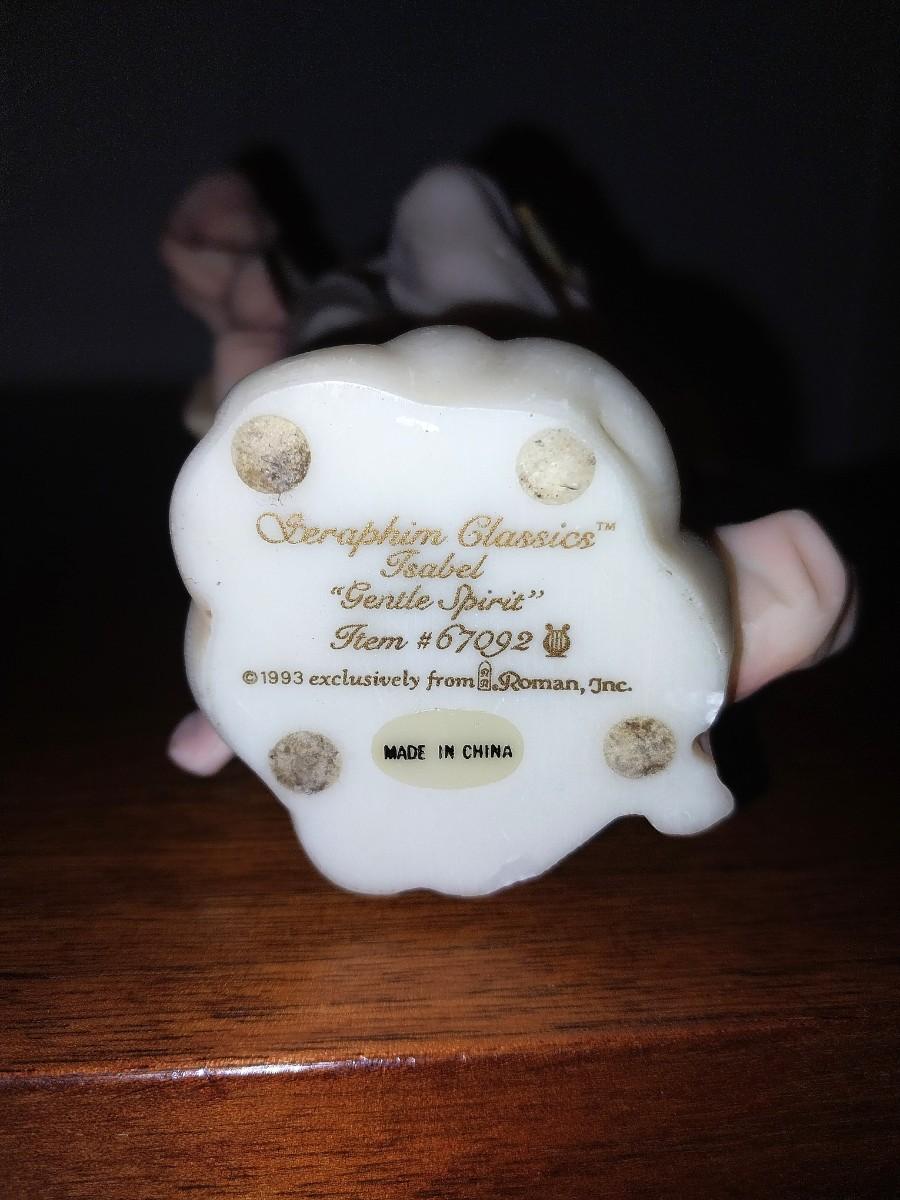 Seraphim Classics™
Isabel
"Gentle Spirit"
Item #67092
©1993 exclusively from Roman, Inc.
MADE IN CHINA